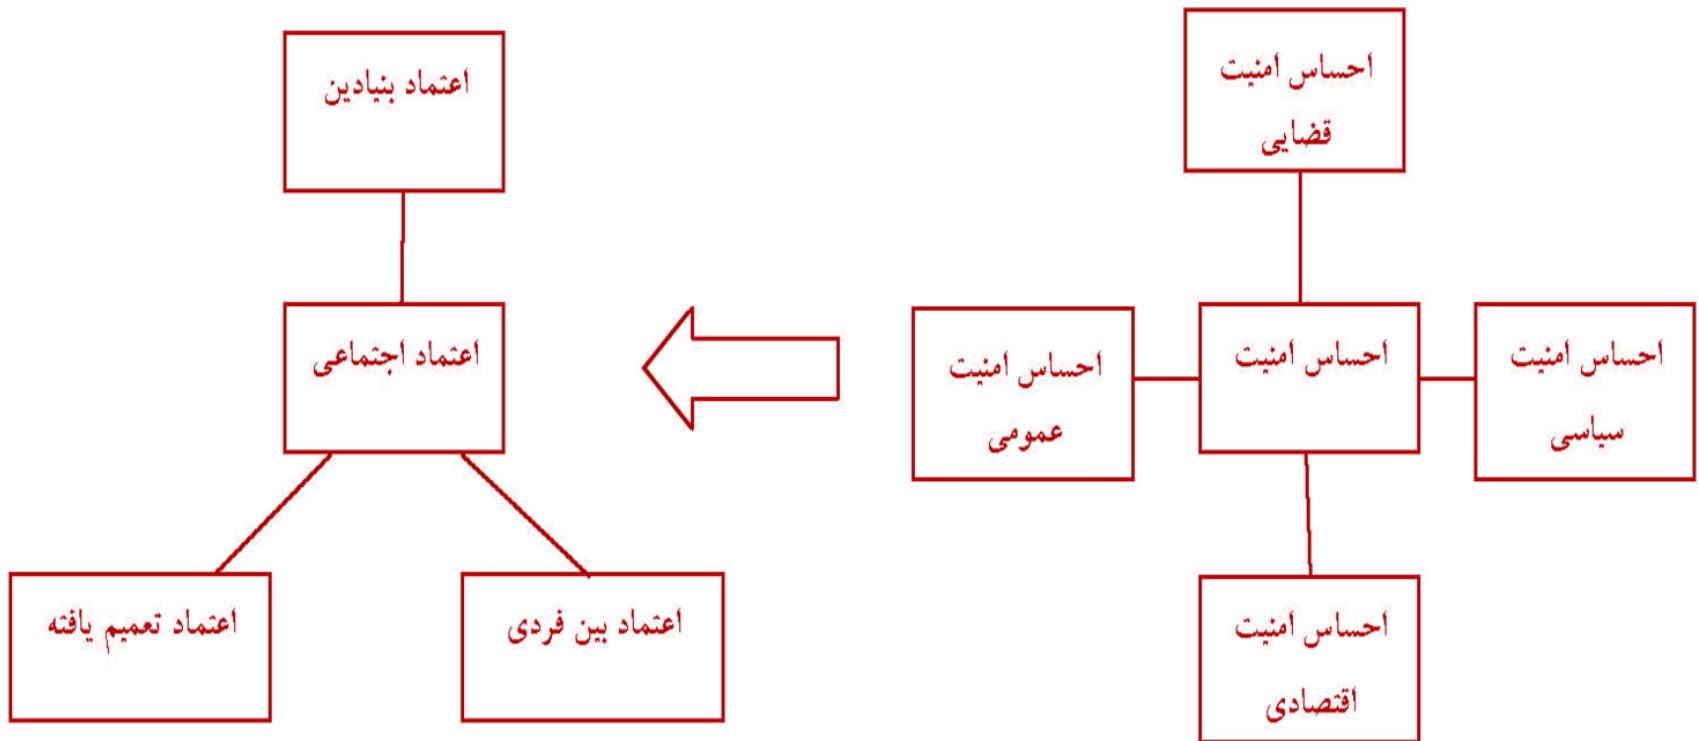 احساس امنیت
قضایی
احساس امنیت
سیاسی
احساس امنیت
احساس امنیت
عمومی
احساس امنیت
اقتصادی
اعتماد بنیادین
اعتماد اجتماعی
اعتماد بین فردی
اعتماد تعمیم یافته